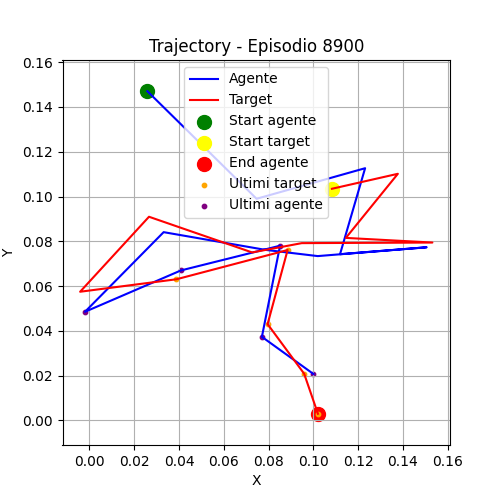 Trajectory - Episodio 8900
0.16
0.14
0.12
0.10
0.08
0.06
0.04
0.02
0.00
Y
Agente
Target
Start agente
Start target
End agente
Ultimi target
Ultimi agente
0.00 0.02 0.04 0.06 0.08 0.10 0.12 0.14 0.16
X